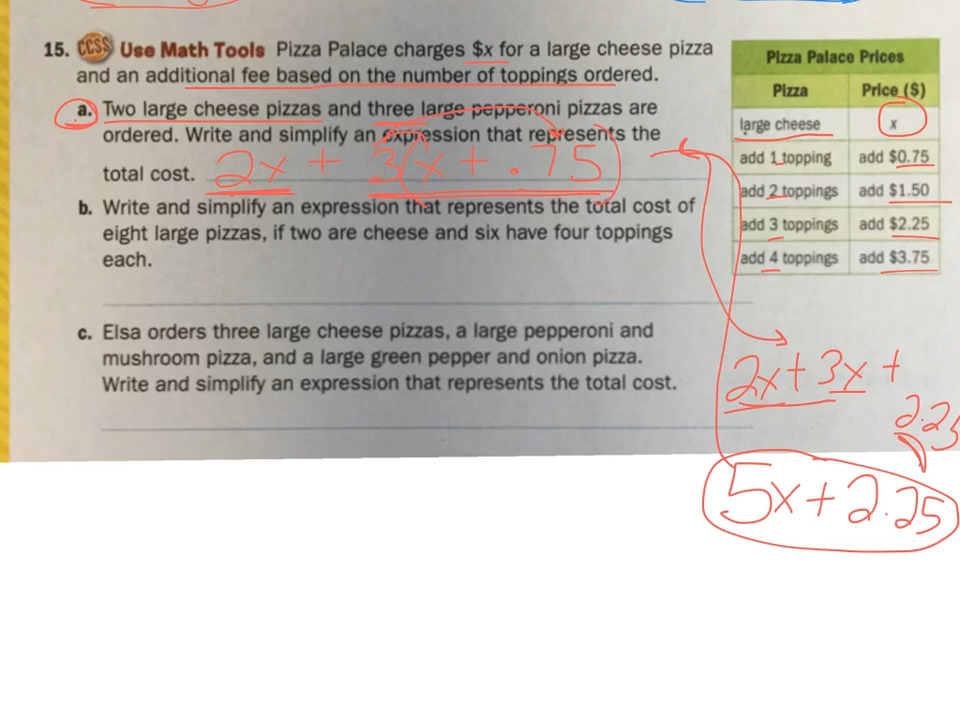 15. CCSS Use Math Tools Pizza Palace charges $x for a large cheese pizza
and an additional fee based on the number of toppings ordered.
a. Two large cheese pizzas and three large pepperoni pizzas are
ordered. Write and simplify an expression that represents the
total cost. 2x + 3(x + .75)
b. Write and simplify an expression that represents the total cost of
eight large pizzas, if two are cheese and six have four toppings
each.
c. Elsa orders three large cheese pizzas, a large pepperoni and
mushroom pizza, and a large green pepper and onion pizza.
Write and simplify an expression that represents the total cost.
Pizza Palace Prices
Pizza Price ($)
large cheese x
add 1 topping add $0.75
add 2 toppings add $1.50
add 3 toppings add $2.25
add 4 toppings add $3.75
2x + 3x +
2.25
5x + 2.25